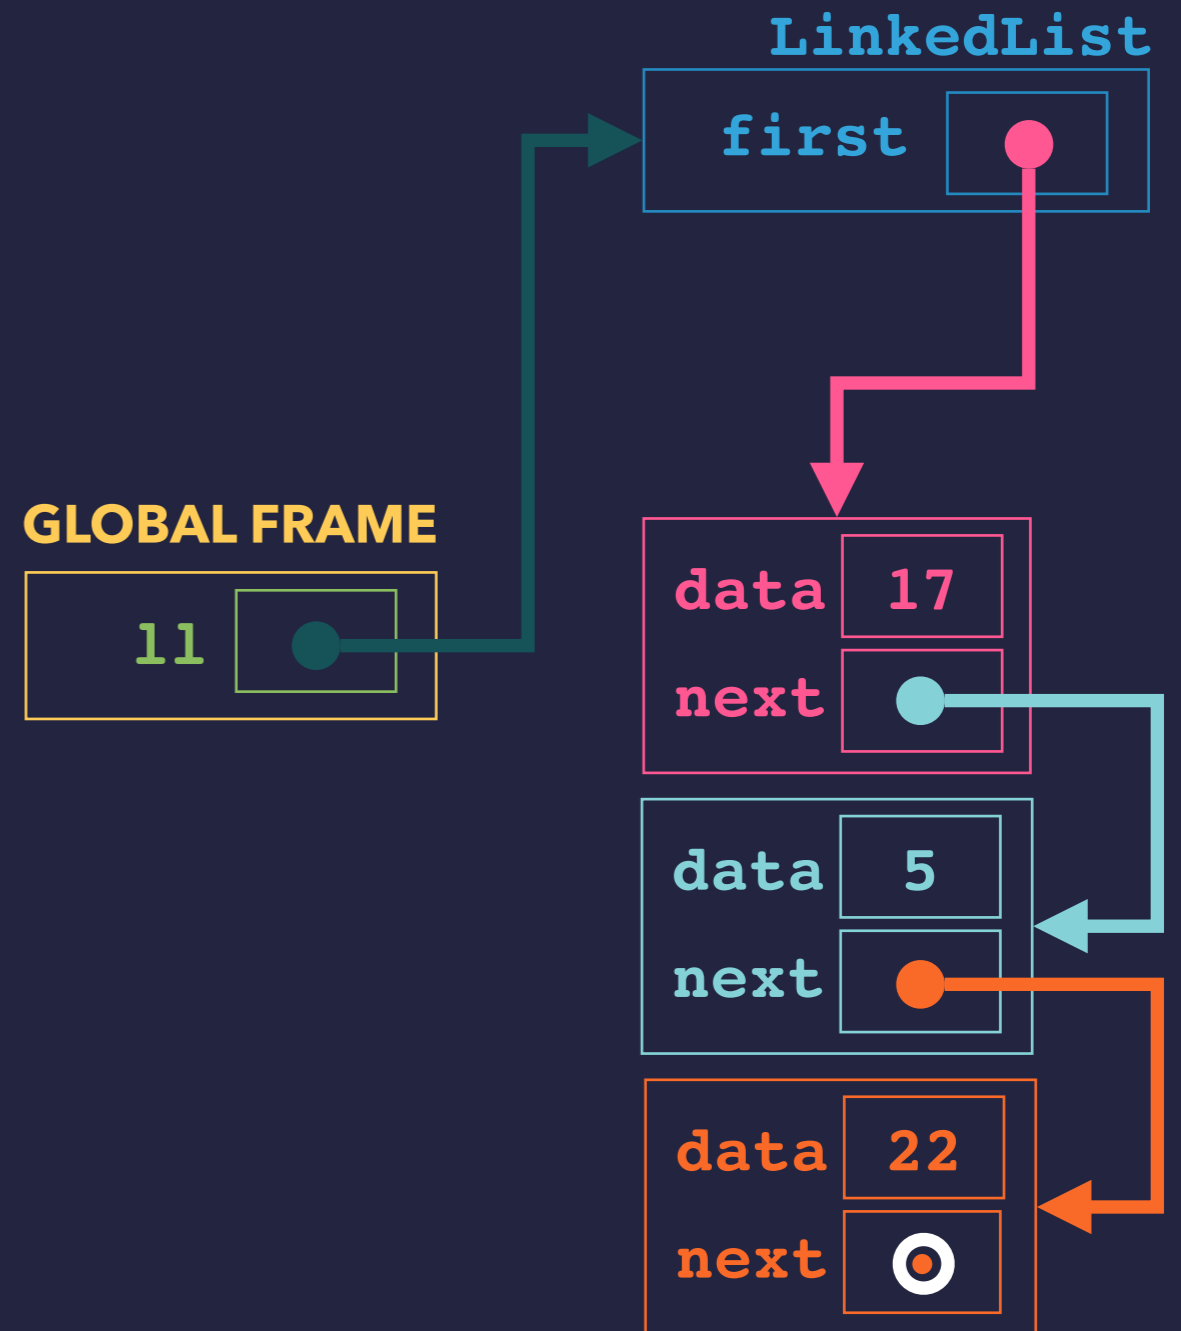 LinkedList
first
GLOBAL FRAME
ll
data 17
next
data 5
next
data 22
next